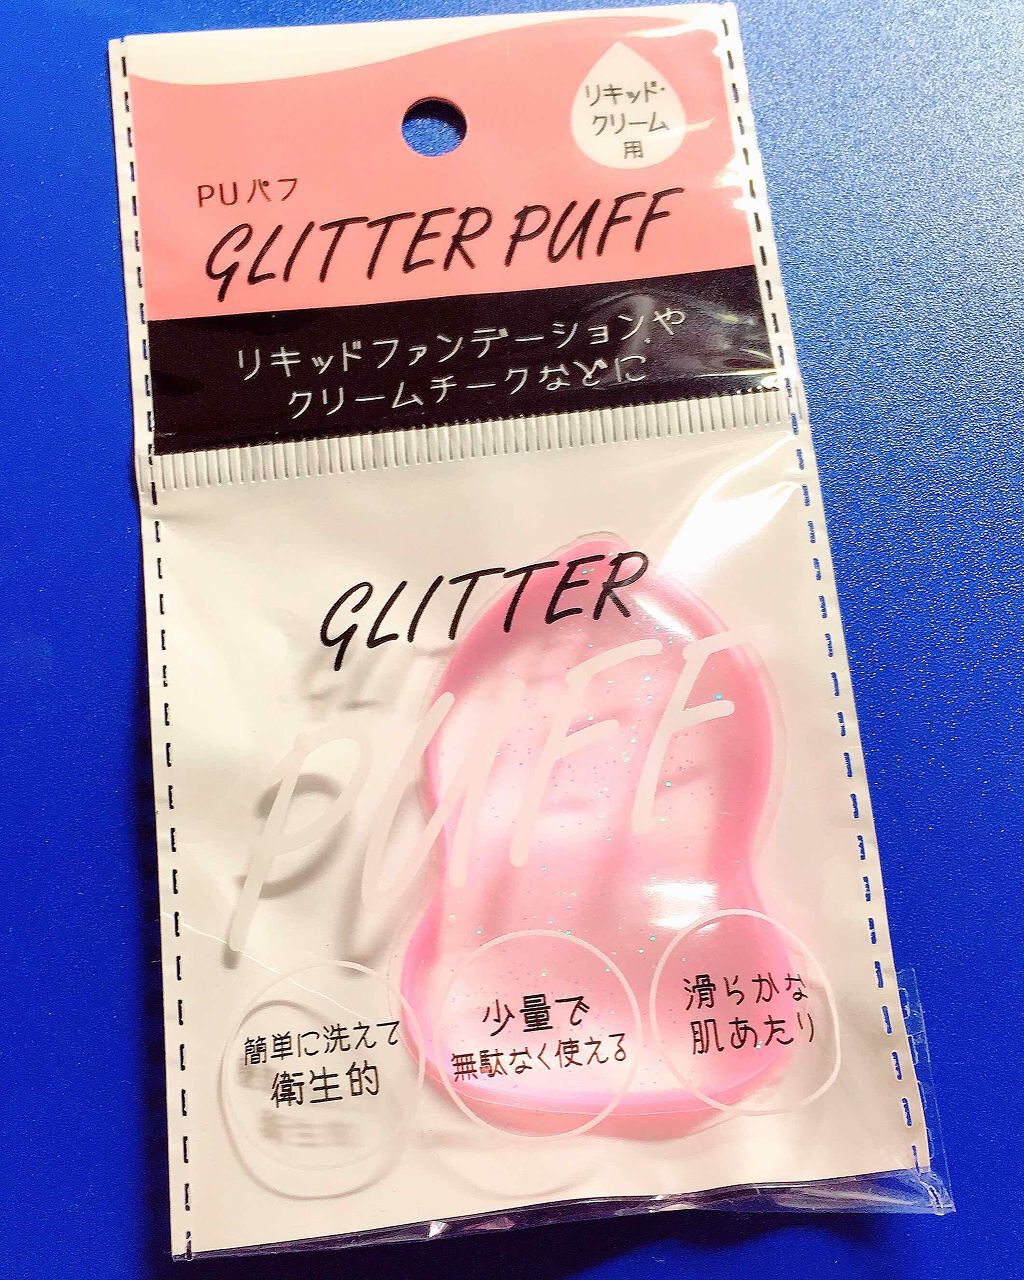 リキッド・
クリーム
用
PUパフ
GLITTER PUFF
リキッドファンデーションや
クリームチークなどに
GLITTER
PUFF
簡単に洗えて
衛生的
少量で
無駄なく使える
滑らかな
肌あたり